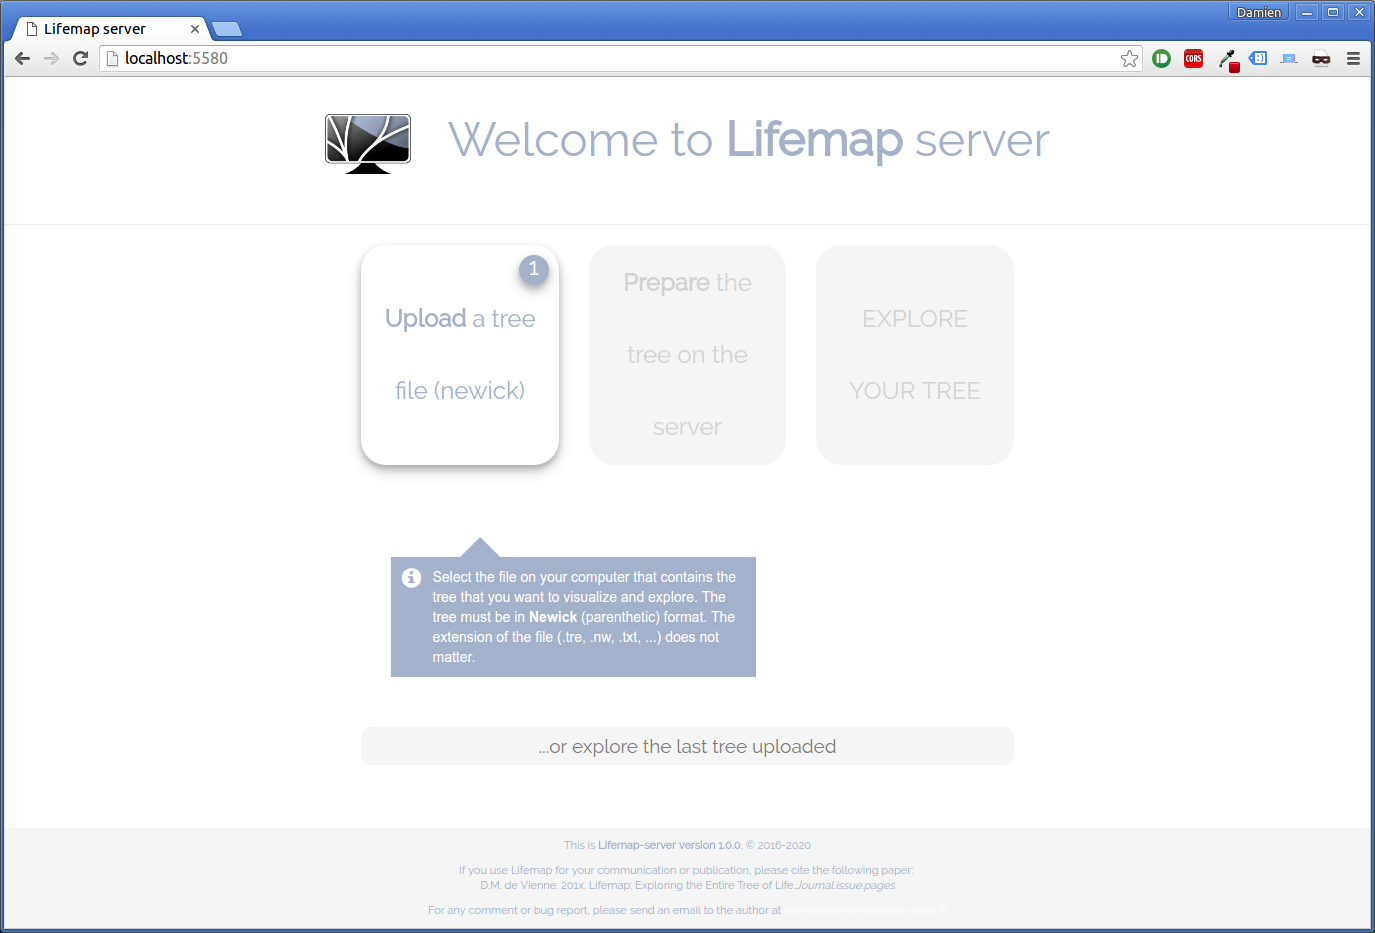 Damien
Lifemap server
localhost:5580
CORS
Welcome to Lifemap server
1
Upload a tree
file (newick)
Prepare the
tree on the
server
EXPLORE
YOUR TREE
Select the file on your computer that contains the
tree that you want to visualize and explore. The
tree must be in Newick (parenthetic) format. The
extension of the file (.tre, .nw, .txt, ...) does not
matter.
...or explore the last tree uploaded
This is Lifemap-server version 1.0.0, © 2016-2020
If you use Lifemap for your communication or publication, please cite the following paper:
D.M. de Vienne. 201x. Lifemap: Exploring the Entire Tree of Life.Journal.issue.pages
For any comment or bug report, please send an email to the author at